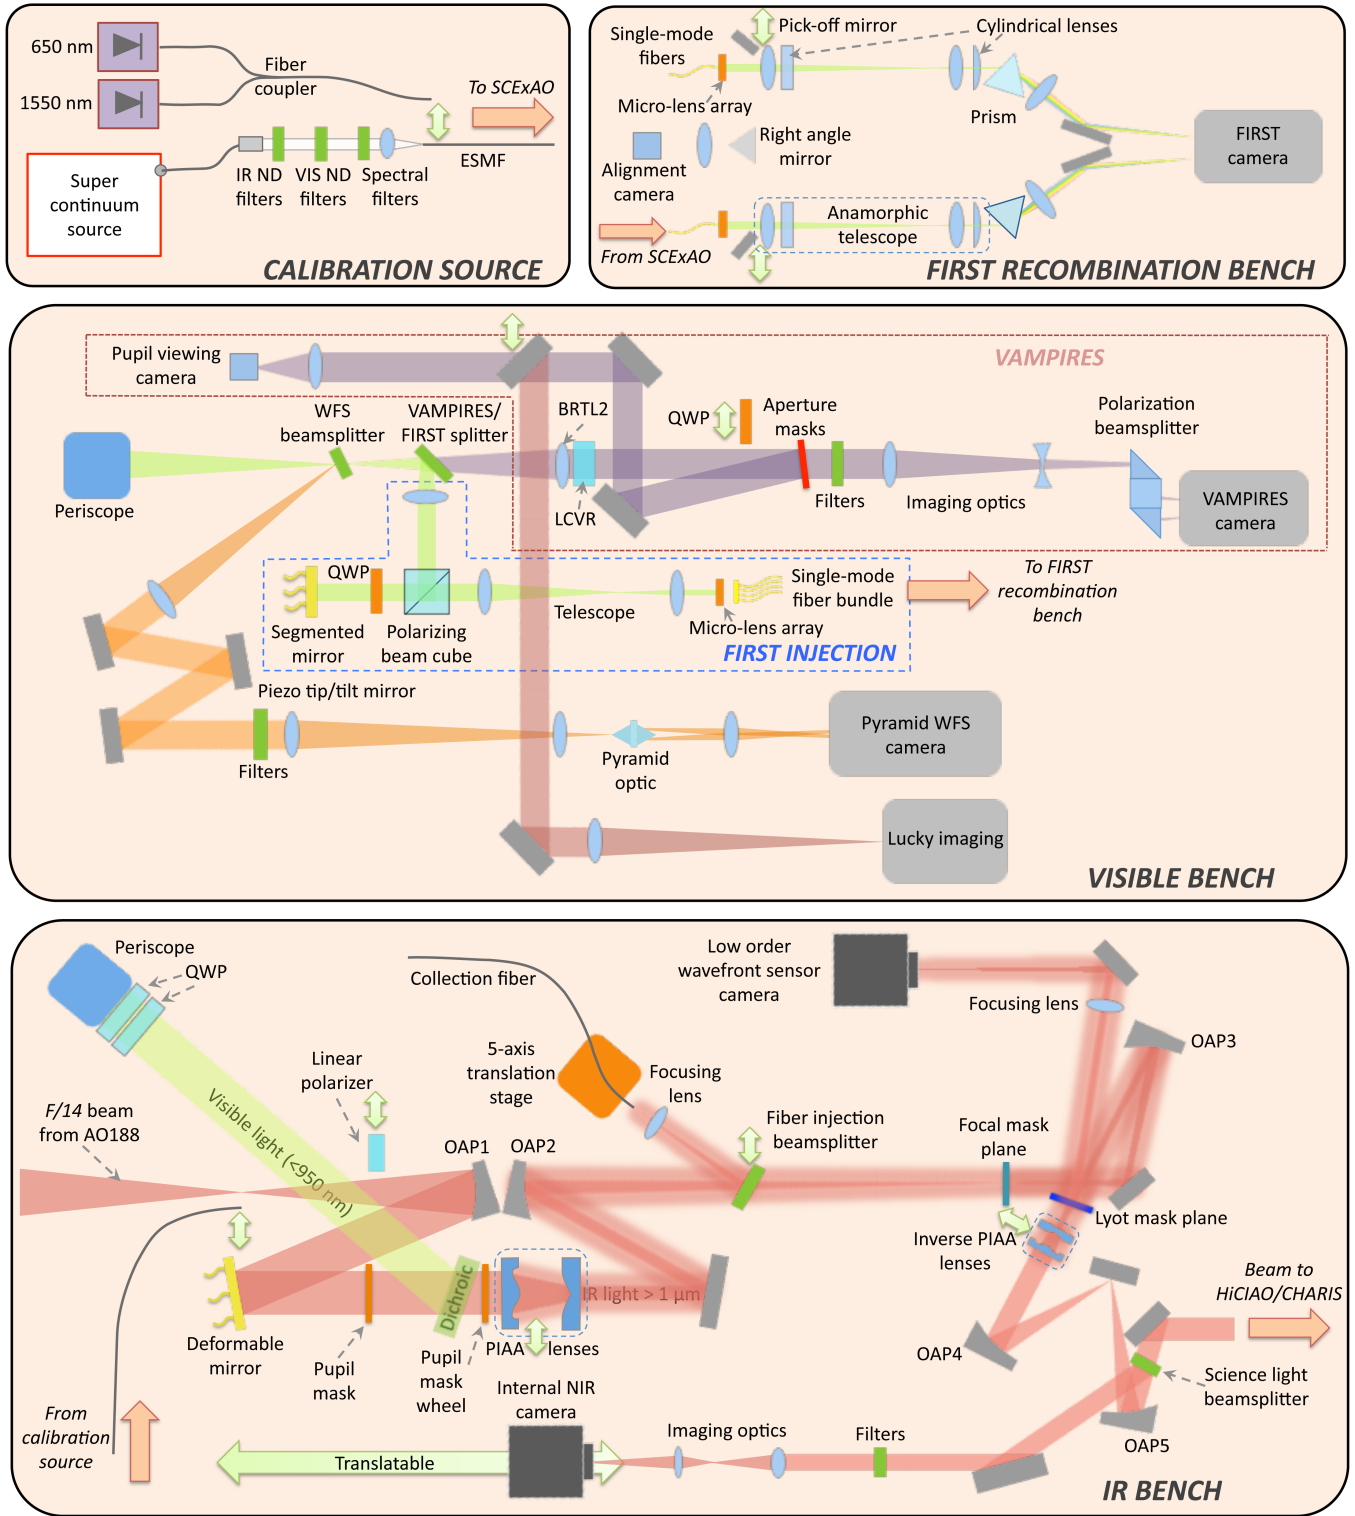 650 nm
1550 nm
Fiber
coupler
To SCExAO
ESMF
Super
continuum
source
IR ND
filters
VIS ND
filters
Spectral
filters
CALIBRATION SOURCE
Single-mode
fibers
Pick-off mirror
Cylindrical lenses
Micro-lens array
Prism
Right angle
mirror
Alignment
camera
FIRST
camera
Anamorphic
telescope
From SCExAO
FIRST RECOMBINATION BENCH
Pupil viewing
camera
VAMPIRES
WFS
beamsplitter
VAMPIRES/
FIRST splitter
BRTL2
QWP
Aperture
masks
Polarization
beamsplitter
Periscope
LCVR
Filters
Imaging optics
VAMPIRES
camera
QWP
Segmented
mirror
Polarizing
beam cube
Telescope
Single-mode
fiber bundle
Micro-lens array
FIRST INJECTION
To FIRST
recombination
bench
Piezo tip/tilt mirror
Filters
Pyramid
optic
Pyramid WFS
camera
Lucky imaging
VISIBLE BENCH
Periscope
QWP
Collection fiber
Low order
wavefront sensor
camera
Focusing lens
OAP3
Linear
polarizer
5-axis
translation
stage
Focusing
lens
F/14 beam
from AO188
Visible light (<950 nm)
OAP1
OAP2
Fiber injection
beamsplitter
Focal mask
plane
Lyot mask plane
Inverse PIAA
lenses
Dichroic
IR light > 1 µm
Beam to
HiCIAO/CHARIS
Deformable
mirror
Pupil
mask
Pupil
mask
wheel
PIAA lenses
OAP4
Science light
beamsplitter
Internal NIR
camera
From
calibration
source
Translatable
Imaging optics
Filters
OAP5
IR BENCH